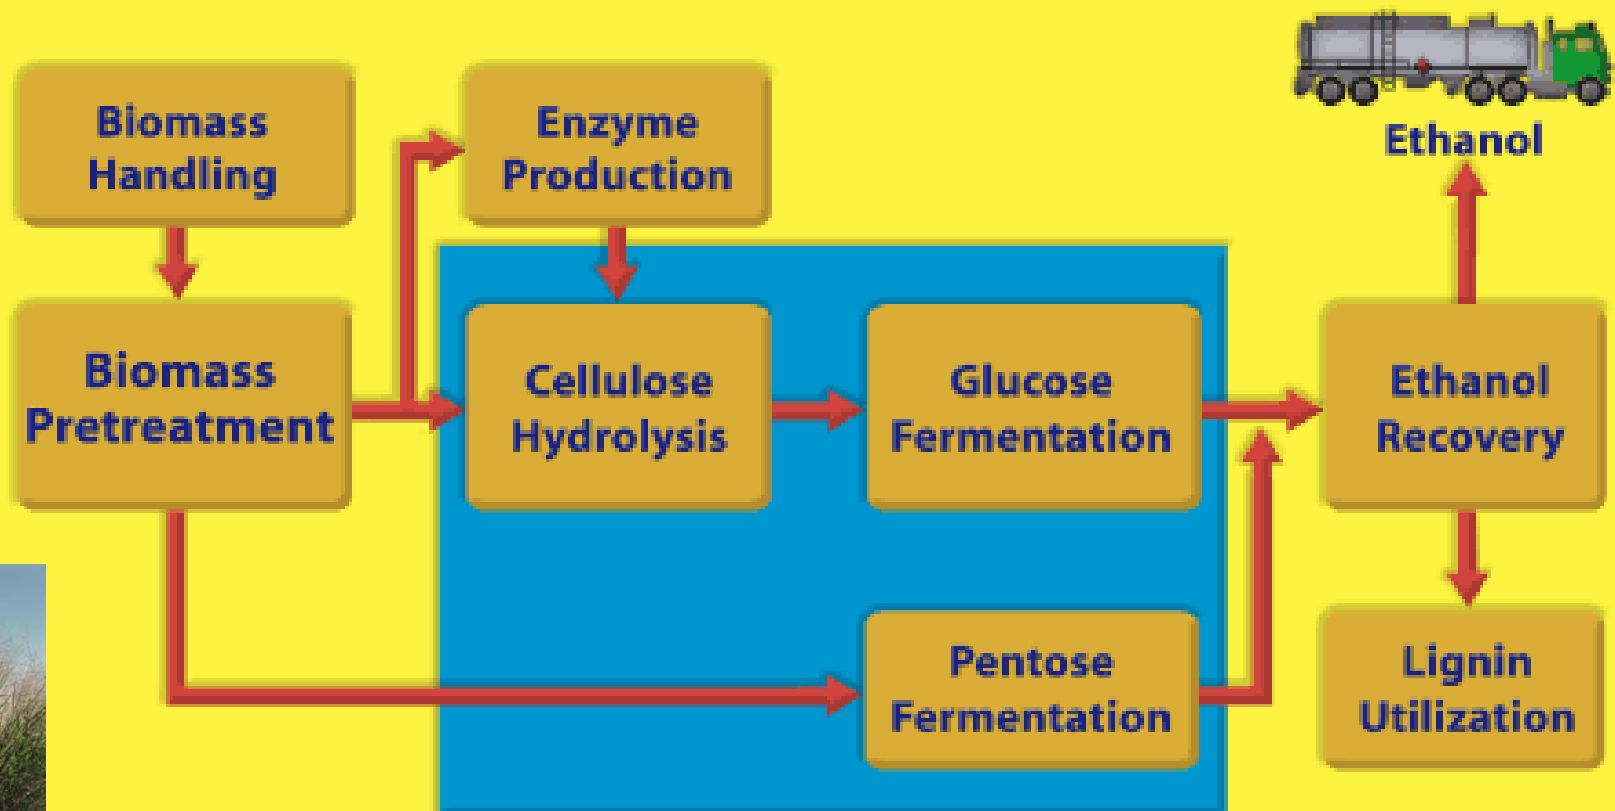 Biomass
Handling
Enzyme
Production
Ethanol
Biomass
Pretreatment
Cellulose
Hydrolysis
Glucose
Fermentation
Ethanol
Recovery
Pentose
Fermentation
Lignin
Utilization